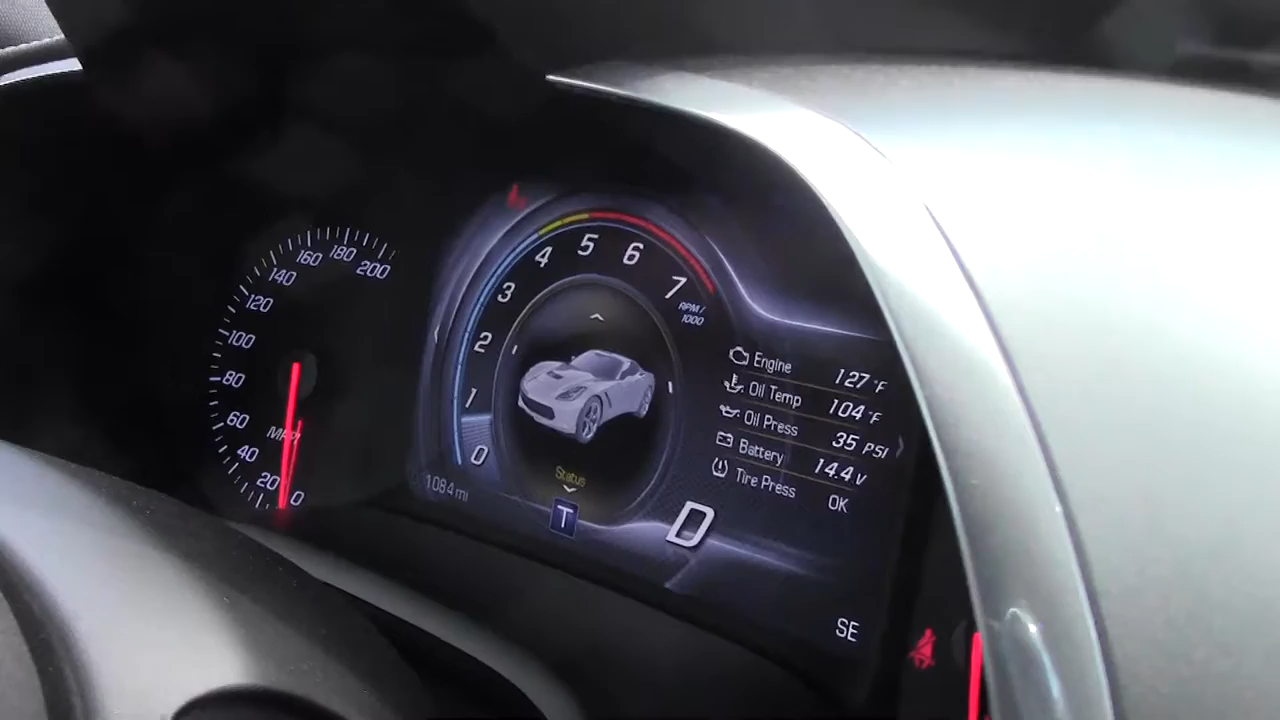 0
20
40
60
80
100
120
140
160
180
200
MPH
0
1
2
3
4
5
6
7
RPM/
1000
Engine 127°F
Oil Temp 104°F
Oil Press 35 PSI
Battery 14.4 V
Tire Press OK
Status
T
D
1084 mi
SE